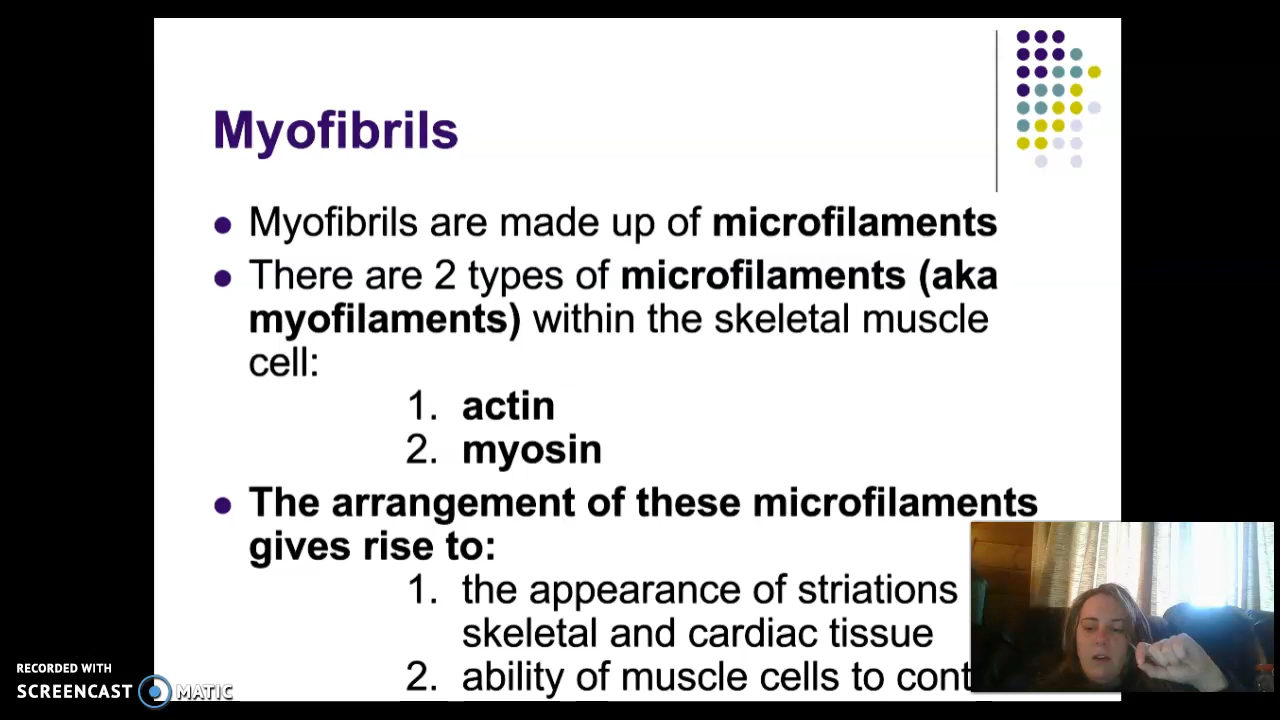 Myofibrils
Myofibrils are made up of microfilaments
There are 2 types of microfilaments (aka
myofilaments) within the skeletal muscle
cell:
1. actin
2. myosin
The arrangement of these microfilaments
gives rise to:
1. the appearance of striations
skeletal and cardiac tissue
2. ability of muscle cells to cont
RECORDED WITH
SCREENCAST MATIC